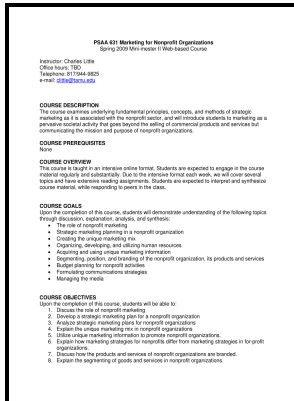 PSAA 631 Marketing for Nonprofit Organizations
Spring 2009 Mini-mester II Web-based Course
Instructor: Charles Little
Office hours: TBD
Telephone: 817/944-9825
e-mail: clittle@tamu.edu
COURSE DESCRIPTION
The course examines underlying fundamental principles, concepts, and methods of strategic
marketing as it is associated with the nonprofit sector, and will introduce students to marketing as a
pervasive societal activity that goes beyond the selling of commercial products and services but
communicating the mission and purpose of nonprofit organizations.
COURSE PREREQUISITES
None
COURSE OVERVIEW
This course is taught in an intensive online format. Students are expected to engage in the course
material regularly and substantially. Due to the intensive format each week, we will cover several
topics and have extensive reading assignments. Students are expected to interpret and synthesize
course material, while responding to peers in the class.
COURSE GOALS
Upon the completion of this course, students will demonstrate understanding of the following topics
through discussion, explanation, analysis, and synthesis:
• The role of nonprofit marketing
• Strategic marketing planning in a nonprofit organization
• Creating the unique marketing mix
• Organizing, developing, and utilizing human resources
• Acquiring and using unique marketing information
• Segmenting, position, and branding of the nonprofit organization, its products and services
• Budget planning for nonprofit activities
• Formulating communications strategies
• Managing the media
COURSE OBJECTIVES
Upon the completion of this course, students will be able to:
1. Discuss the role of nonprofit marketing
2. Develop a strategic marketing plan for a nonprofit organization
3. Analyze strategic marketing plans for nonprofit organizations
4. Explain the unique marketing mix in nonprofit organizations
5. Utilize unique marketing information to promote nonprofit organizations.
6. Explain how marketing strategies for nonprofits differ from marketing strategies in for-profit
organizations.
7. Discuss how the products and services of nonprofit organizations are branded.
8. Explain the segmenting of goods and services in nonprofit organizations.